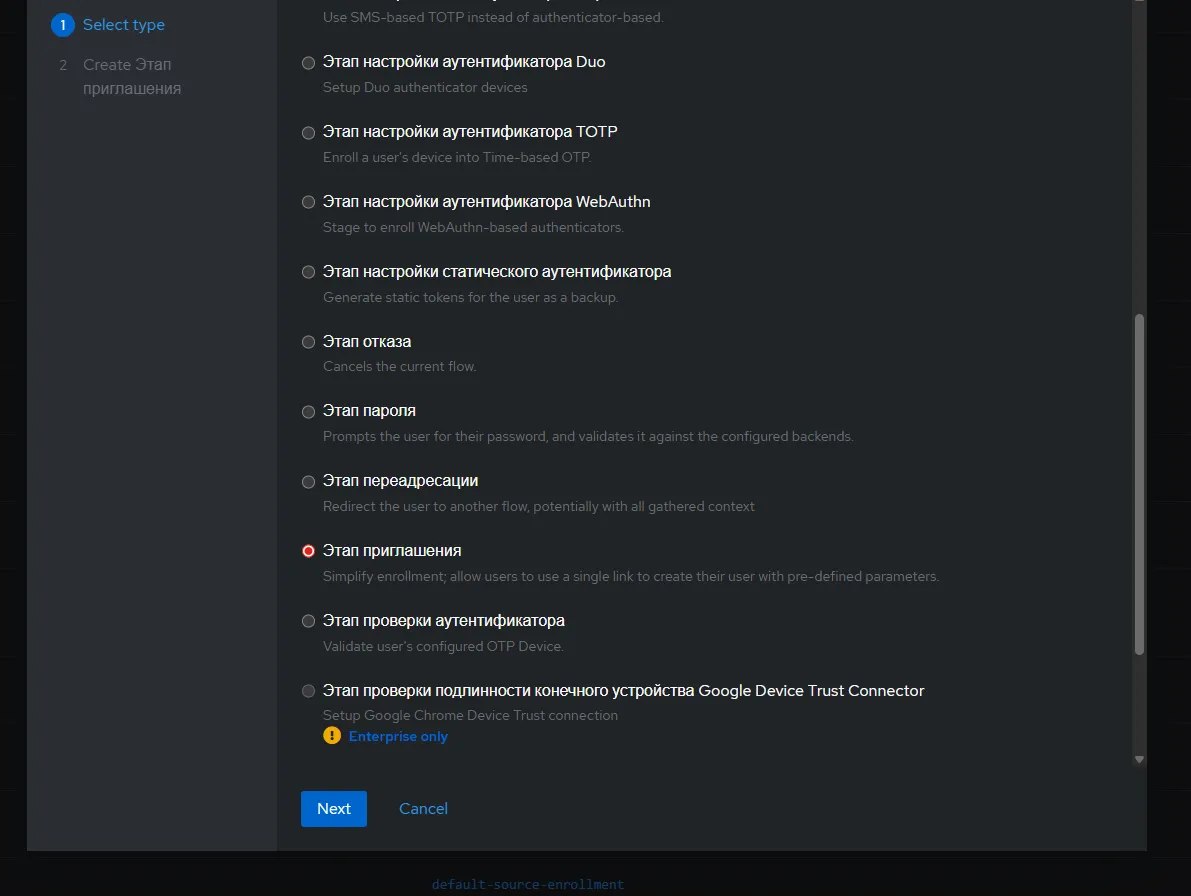 1 Select type
2 Create Этап
приглашения
Use SMS-based TOTP instead of authenticator-based.
Этап настройки аутентификатора Duo
Setup Duo authenticator devices
Этап настройки аутентификатора TOTP
Enroll a user's device into Time-based OTP.
Этап настройки аутентификатора WebAuthn
Stage to enroll WebAuthn-based authenticators.
Этап настройки статического аутентификатора
Generate static tokens for the user as a backup.
Этап отказа
Cancels the current flow.
Этап пароля
Prompts the user for their password, and validates it against the configured backends.
Этап переадресации
Redirect the user to another flow, potentially with all gathered context
Этап приглашения
Simplify enrollment; allow users to use a single link to create their user with pre-defined parameters.
Этап проверки аутентификатора
Validate user's configured OTP Device.
Этап проверки подлинности конечного устройства Google Device Trust Connector
Setup Google Chrome Device Trust connection
Enterprise only
Next Cancel
default-source-enrollment